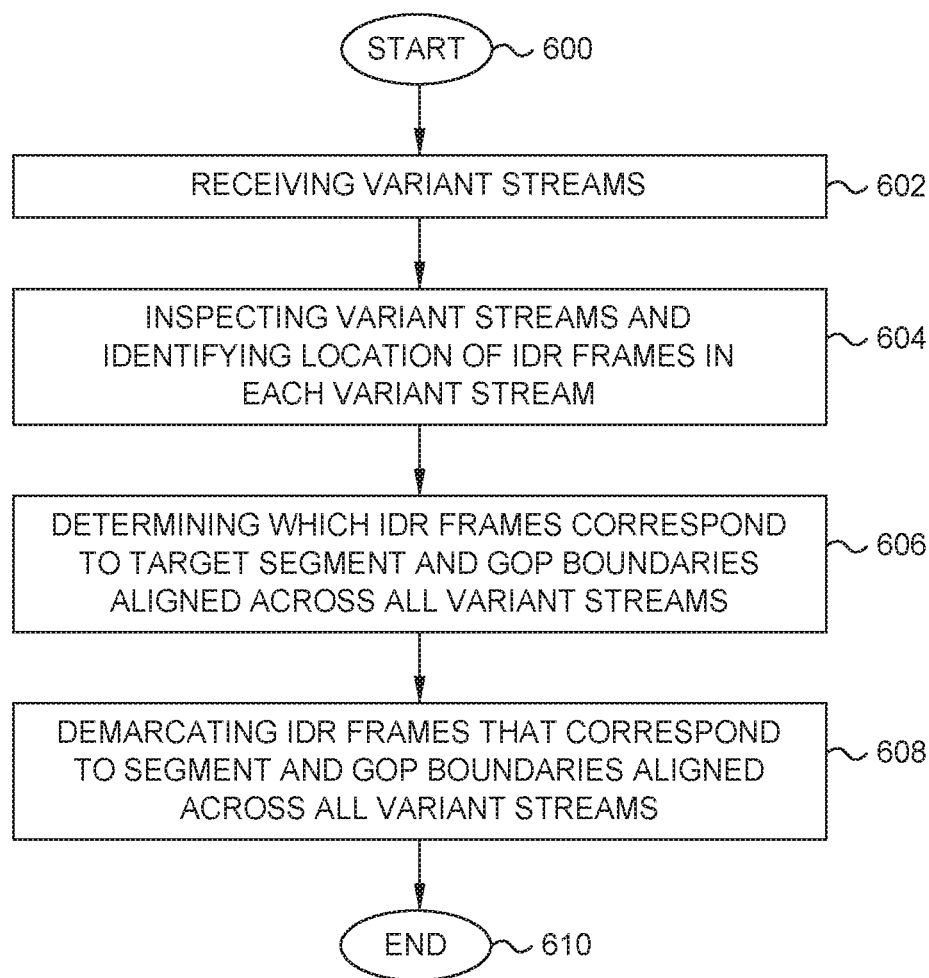 START
600
RECEIVING VARIANT STREAMS
602
INSPECTING VARIANT STREAMS AND
IDENTIFYING LOCATION OF IDR FRAMES IN
EACH VARIANT STREAM
604
DETERMINING WHICH IDR FRAMES CORRESPOND
TO TARGET SEGMENT AND GOP BOUNDARIES
ALIGNED ACROSS ALL VARIANT STREAMS
606
DEMARCATING IDR FRAMES THAT CORRESPOND
TO SEGMENT AND GOP BOUNDARIES ALIGNED
ACROSS ALL VARIANT STREAMS
608
END
610